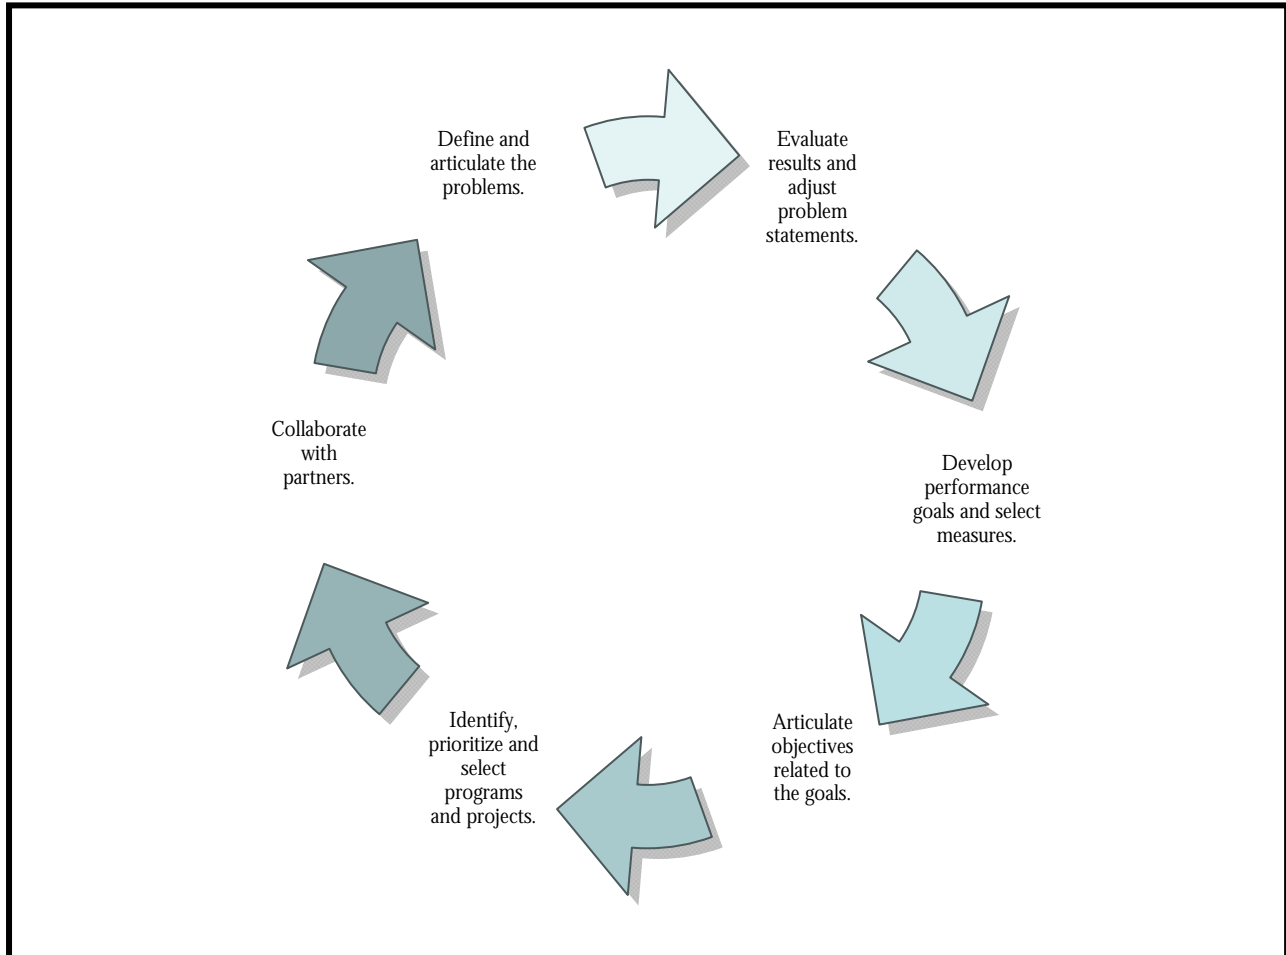 Define and
articulate the
problems.
Evaluate
results and
adjust
problem
statements.
Develop
performance
goals and select
measures.
Articulate
objectives
related to
the goals.
Identify,
prioritize and
select
programs
and projects.
Collaborate
with
partners.